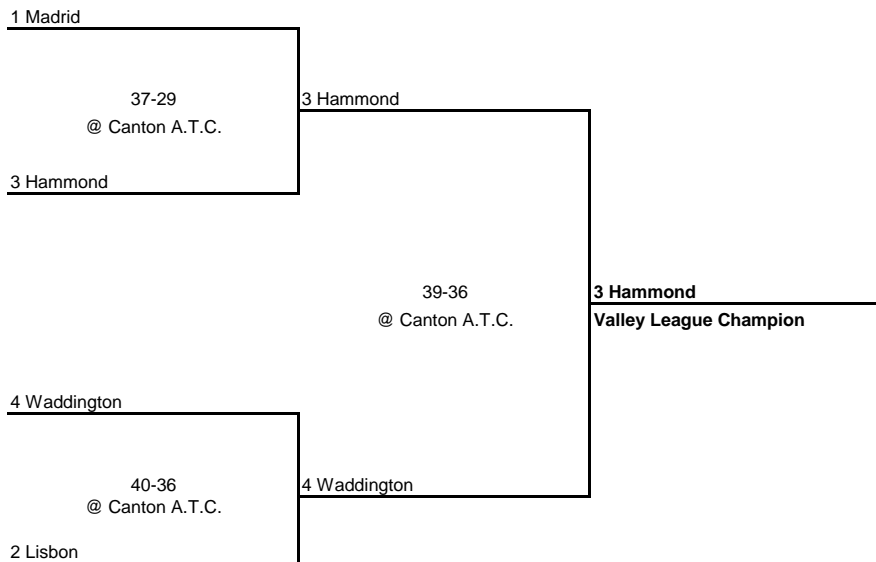 1 Madrid
37-29
@ Canton A.T.C.
3 Hammond
3 Hammond
39-36
@ Canton A.T.C.
3 Hammond
Valley League Champion
4 Waddington
40-36
@ Canton A.T.C.
4 Waddington
2 Lisbon